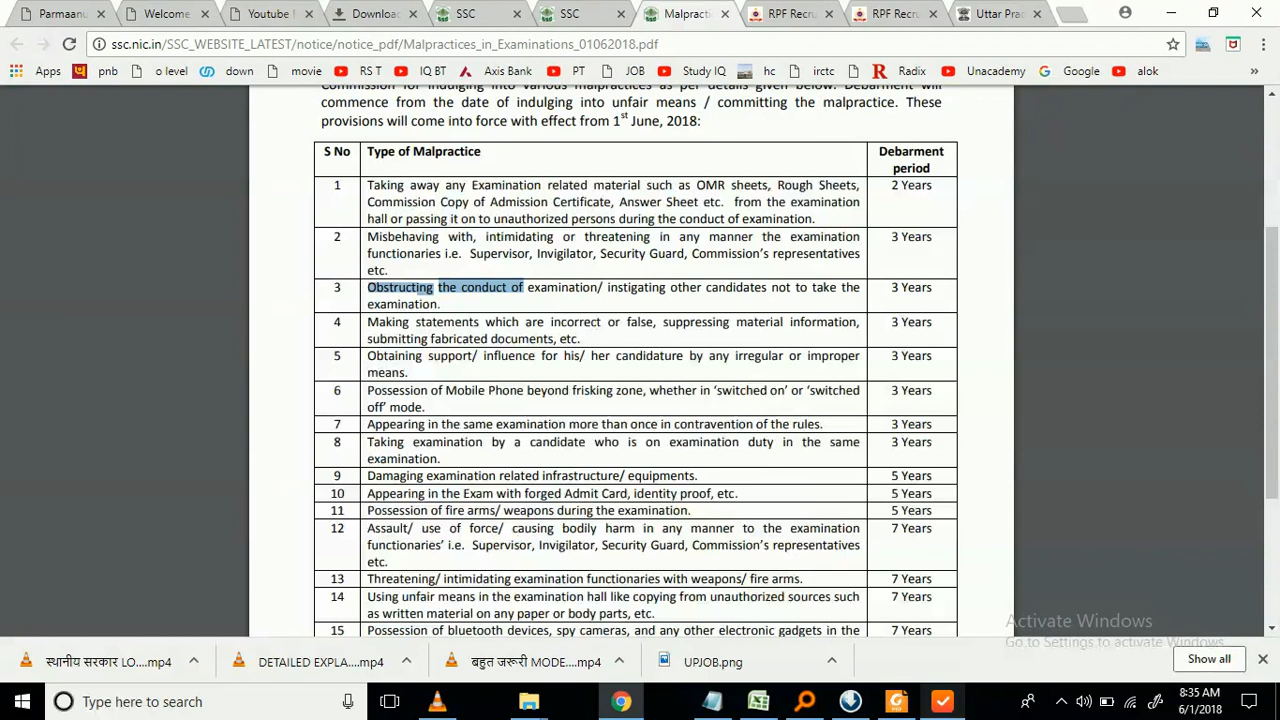 Parmaanu
Welcome
Youtube
Downloac
SSC
SSC
Malpracti
RPF Recru
RPF Recru
Uttar Pra
ssc.nic.in/SSC_WEBSITE_LATEST/notice/notice_pdf/Malpractices_in_Examinations_01062018.pdf
Apps pnb o level down movie RS T IQ BT Axis Bank PT JOB Study IQ hc irctc Radix Unacademy Google alok »
Commission for indulging into various malpractices as per details given below. Debarment will
commence from the date of indulging into unfair means / committing the malpractice. These
provisions will come into force with effect from 1st June, 2018:
S No Type of Malpractice Debarment
period
1 Taking away any Examination related material such as OMR sheets, Rough Sheets, 2 Years
Commission Copy of Admission Certificate, Answer Sheet etc. from the examination
hall or passing it on to unauthorized persons during the conduct of examination.
2 Misbehaving with, intimidating or threatening in any manner the examination 3 Years
functionaries i.e. Supervisor, Invigilator, Security Guard, Commission's representatives
etc.
3 Obstructing the conduct of examination/ instigating other candidates not to take the 3 Years
examination.
4 Making statements which are incorrect or false, suppressing material information, 3 Years
submitting fabricated documents, etc.
5 Obtaining support/ influence for his/ her candidature by any irregular or improper 3 Years
means.
6 Possession of Mobile Phone beyond frisking zone, whether in 'switched on' or 'switched 3 Years
off' mode.
7 Appearing in the same examination more than once in contravention of the rules. 3 Years
8 Taking examination by a candidate who is on examination duty in the same 3 Years
examination.
9 Damaging examination related infrastructure/ equipments. 5 Years
10 Appearing in the Exam with forged Admit Card, identity proof, etc. 5 Years
11 Possession of fire arms/ weapons during the examination. 5 Years
12 Assault/ use of force/ causing bodily harm in any manner to the examination 7 Years
functionaries' i.e. Supervisor, Invigilator, Security Guard, Commission's representatives
etc.
13 Threatening/ intimidating examination functionaries with weapons/ fire arms. 7 Years
14 Using unfair means in the examination hall like copying from unauthorized sources such 7 Years
as written material on any paper or body parts, etc.
15 Possession of bluetooth devices, spy cameras, and any other electronic gadgets in the 7 Years
Activate Windows
Go to Settings to activate Windows.
स्थानीय सरकार LO....mp4
DETAILED EXPLA....mp4
बहुत जरूरी MODE....mp4
UPJOB.png
Show all
Type here to search
8:35 AM
6/1/2018